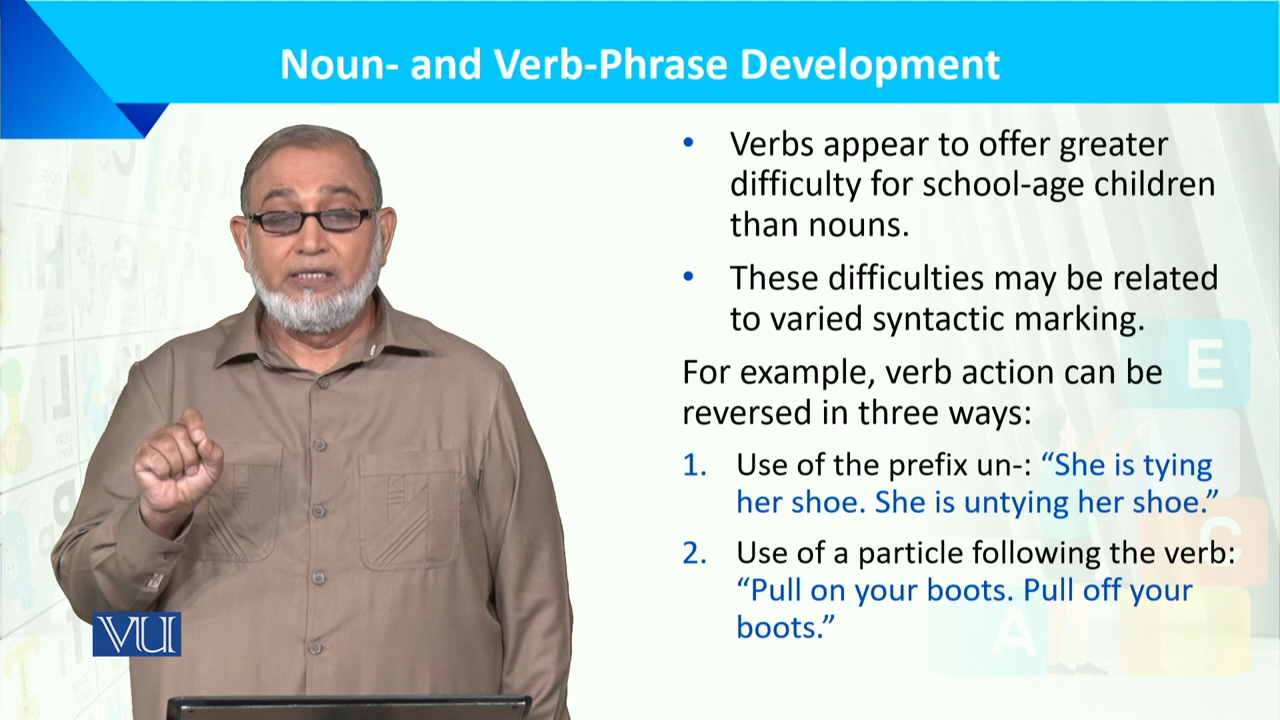 Noun- and Verb-Phrase Development
• Verbs appear to offer greater
difficulty for school-age children
than nouns.
• These difficulties may be related
to varied syntactic marking.
For example, verb action can be
reversed in three ways:
1. Use of the prefix un-: “She is tying
her shoe. She is untying her shoe.”
2. Use of a particle following the verb:
“Pull on your boots. Pull off your
boots.”
VU
E
C
A